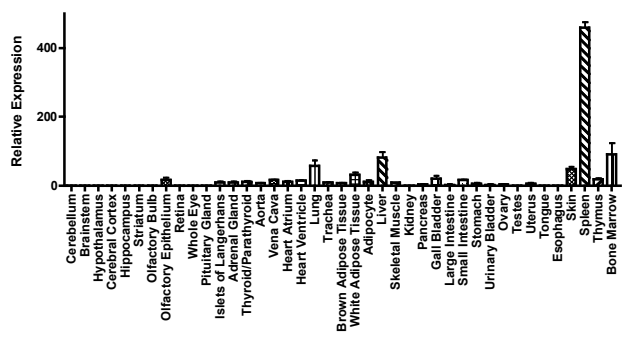 Relative Expression
400
200
0
Cerebellum
Brainstem
Hypothalamus
Cerebral Cortex
Hippocampus
Striatum
Olfactory Bulb
Olfactory Epithelium
Retina
Whole Eye
Pituitary Gland
Islets of Langerhans
Adrenal Gland
Thyroid/Parathyroid
Aorta
Vena Cava
Heart Atrium
Heart Ventricle
Lung
Trachea
Brown Adipose Tissue
White Adipose Tissue
Adipocyte
Liver
Skeletal Muscle
Kidney
Pancreas
Gall Bladder
Large Intestine
Small Intestine
Stomach
Urinary Bladder
Ovary
Testes
Uterus
Tongue
Esophagus
Skin
Spleen
Thymus
Bone Marrow